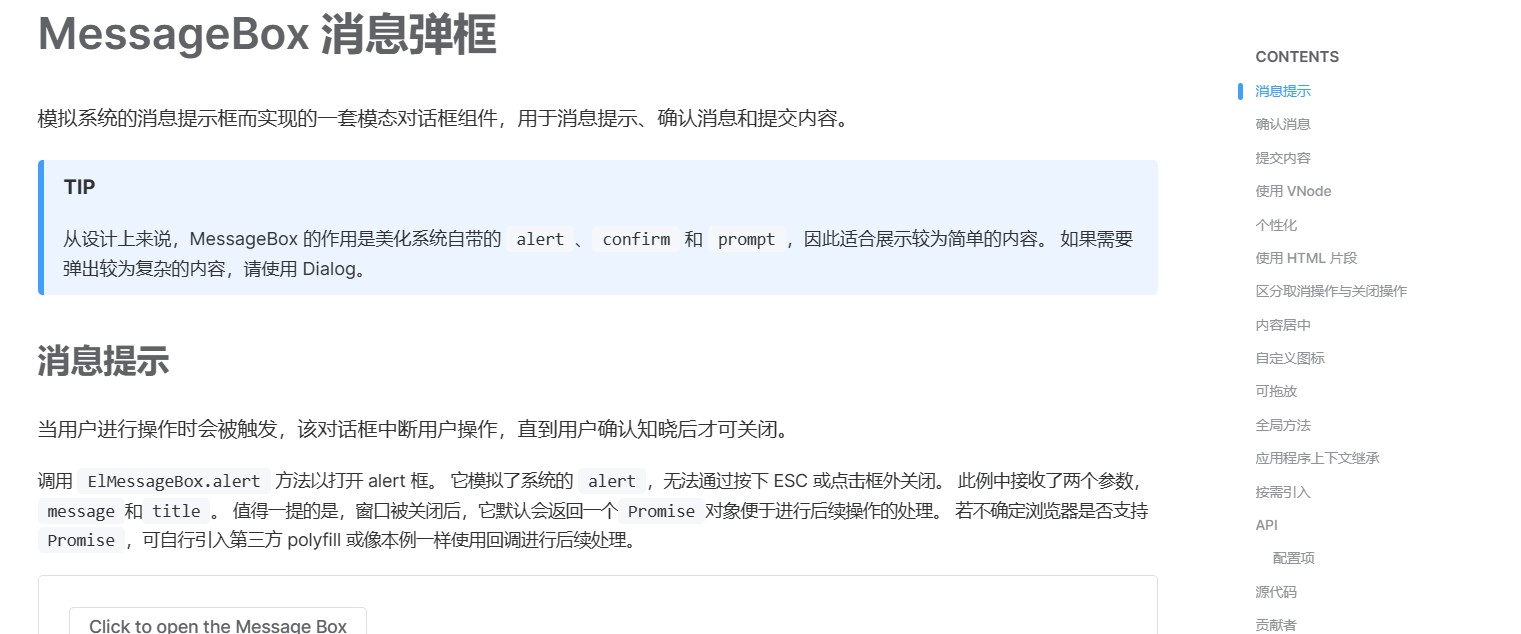 MessageBox 消息弹框
模拟系统的消息提示框而实现的一套模态对话框组件，用于消息提示、确认消息和提交内容。
TIP
从设计上来说，MessageBox 的作用是美化系统自带的 alert 、 confirm 和 prompt ，因此适合展示较为简单的内容。 如果需要
弹出较为复杂的内容，请使用 Dialog。
消息提示
当用户进行操作时会被触发，该对话框中断用户操作，直到用户确认知晓后才可关闭。
调用 ElMessageBox.alert 方法以打开 alert 框。 它模拟了系统的 alert ，无法通过按下 ESC 或点击框外关闭。 此例中接收了两个参数，
message 和 title 。 值得一提的是，窗口被关闭后，它默认会返回一个 Promise 对象便于进行后续操作的处理。 若不确定浏览器是否支持
Promise ，可自行引入第三方 polyfill 或像本例一样使用回调进行后续处理。
Click to open the Message Box
CONTENTS
消息提示
确认消息
提交内容
使用 VNode
个性化
使用 HTML 片段
区分取消操作与关闭操作
内容居中
自定义图标
可拖放
全局方法
应用程序上下文继承
按需引入
API
配置项
源代码
贡献者